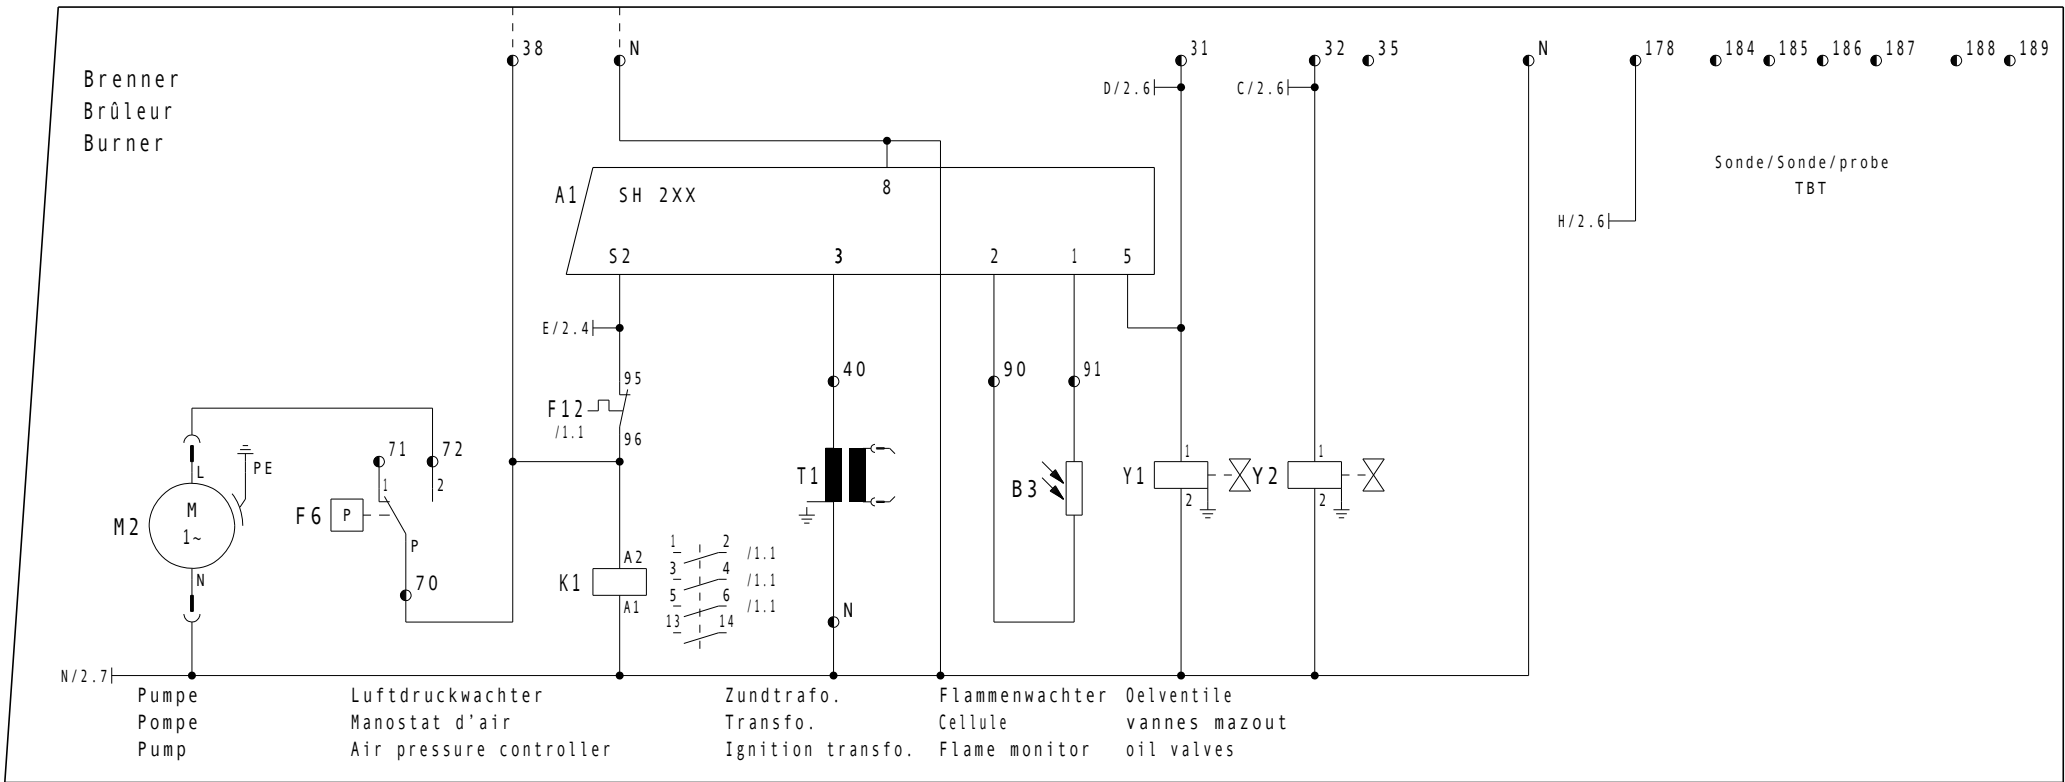 38 N 31 32 35 N 178 184 185 186 187 188 189
Brenner
Brûleur
Burner
D/2.6 C/2.6
Sonde/Sonde/probe
TBT
A1 SH 2XX 8
H/2.6
S2 3 2 1 5
E/2.4
40 90 91
95
F12
/1.1
96
71 72
L PE
1 2
M2 M
1~
N
F6 P
P
70
T1
B3
Y1 1
2
Y2 1
2
K1 A2
A1
1 2 /1.1
3 4 /1.1
5 6 /1.1
13 14
N
N/2.7
Pumpe Luftdruckwachter Zundtrafo. Flammenwachter Oelventile
Pompe Manostat d'air Transfo. Cellule vannes mazout
Pump Air pressure controller Ignition transfo. Flame monitor oil valves